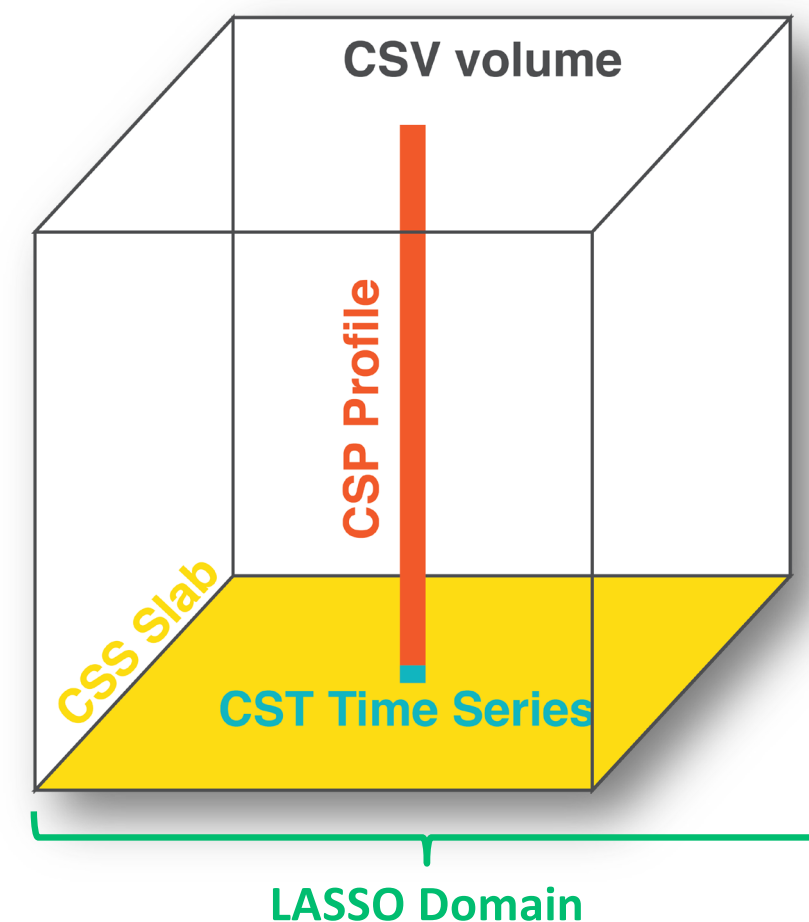 CSV volume
CSP Profile
CSS Slab
CST Time Series
LASSO Domain